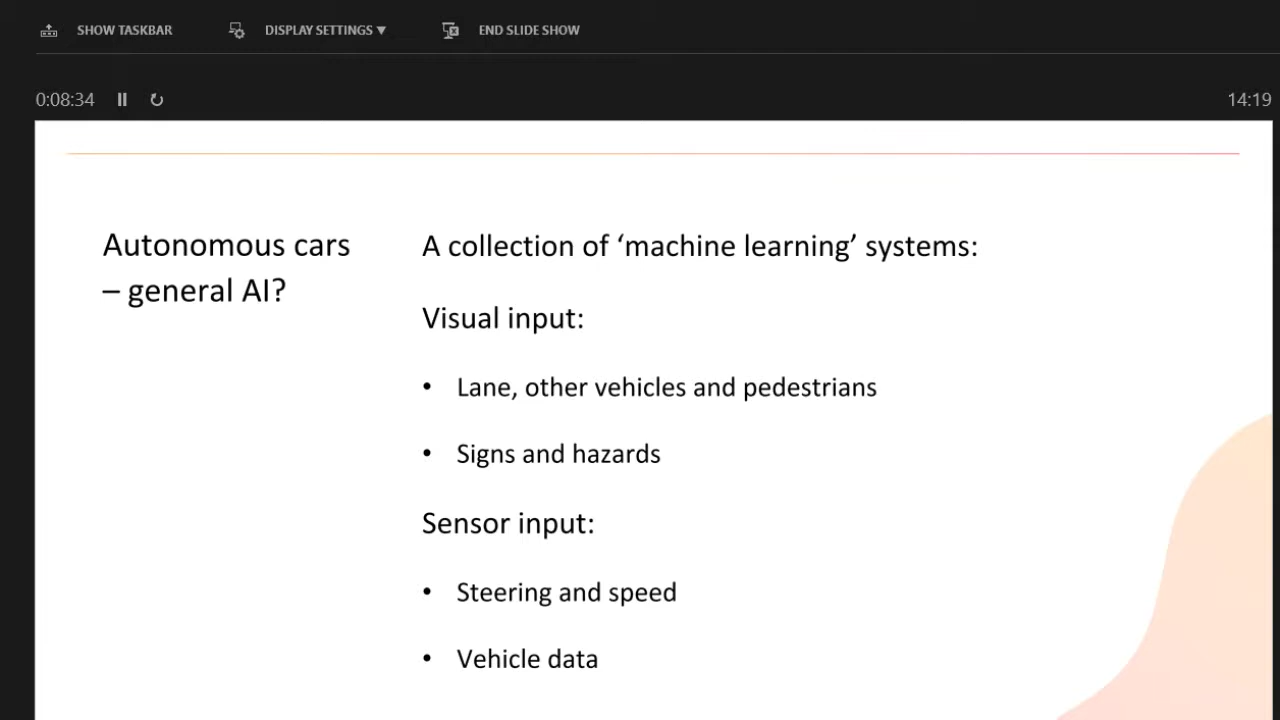 SHOW TASKBAR DISPLAY SETTINGS ▼ END SLIDE SHOW
0:08:34 14:19
Autonomous cars
– general AI?
A collection of ‘machine learning’ systems:
Visual input:
• Lane, other vehicles and pedestrians
• Signs and hazards
Sensor input:
• Steering and speed
• Vehicle data